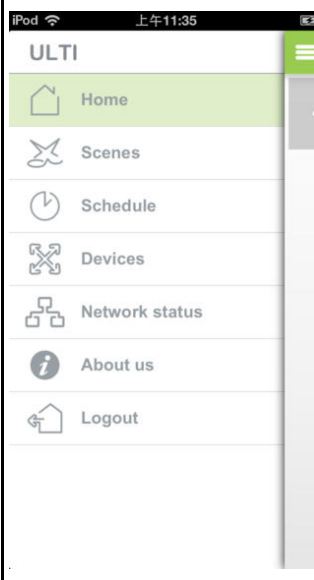 iPod 上午11:35
ULTI
Home
Scenes
Schedule
Devices
Network status
About us
Logout